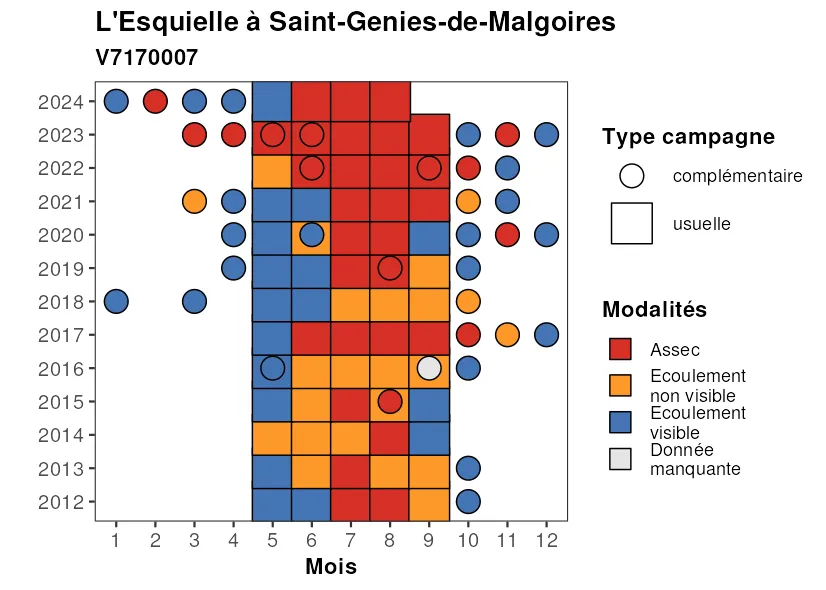 L'Esquielle à Saint-Genies-de-Malgoires
V7170007
2024
2023
2022
2021
2020
2019
2018
2017
2016
2015
2014
2013
2012
1 2 3 4 5 6 7 8 9 10 11 12
Mois
Type campagne
complémentaire
usuelle
Modalités
Assec
Ecoulement
non visible
Ecoulement
visible
Donnée
manquante